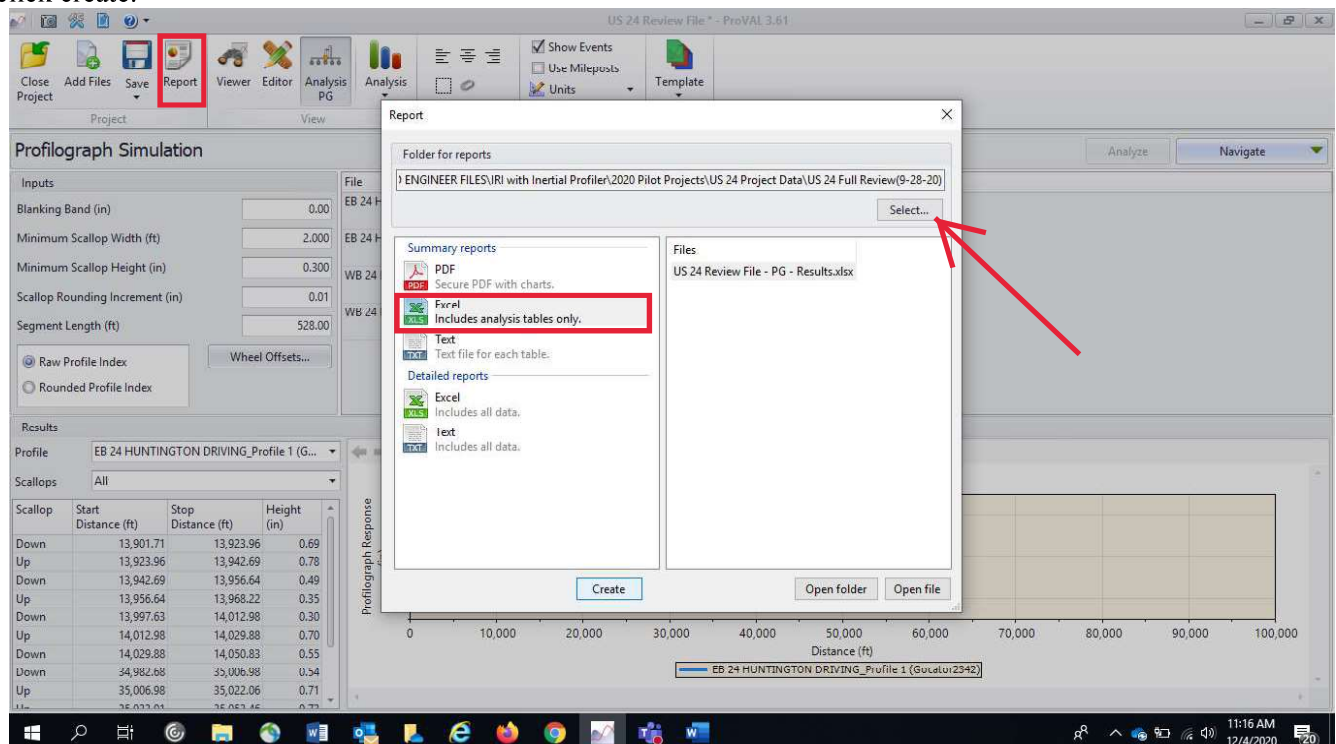 click create.
US 24 Review File * - ProVAL 3.61
Close Project
Add Files
Save
Report
Viewer
Editor
Analysis PG
Analysis
Show Events
Use Mileposts
Units
Template
Project
View
Profilograph Simulation
Analyze
Navigate
Inputs
Blanking Band (in) 0.00
Minimum Scallop Width (ft) 2.000
Minimum Scallop Height (in) 0.300
Scallop Rounding Increment (in) 0.01
Segment Length (ft) 528.00
Raw Profile Index
Rounded Profile Index
Wheel Offsets...
File
EB 24 H
EB 24 H
WB 24
WB 24
Report
Folder for reports
ENGINEER FILES\IRI with Inertial Profiler\2020 Pilot Projects\US 24 Project Data\US 24 Full Review(9-28-20)
Select...
Summary reports
PDF
PDF
Secure PDF with charts.
Excel
XLS
Includes analysis tables only.
Text
TXT
Text file for each table.
Detailed reports
Excel
XLS
Includes all data.
Text
TXT
Includes all data.
Files
US 24 Review File - PG - Results.xlsx
Create
Open folder
Open file
Results
Profile EB 24 HUNTINGTON DRIVING_Profile 1 (G...
Scallops All
Scallop Start Distance (ft) Stop Distance (ft) Height (in)
Down 13,901.71 13,923.96 0.69
Up 13,923.96 13,942.69 0.78
Down 13,942.69 13,956.64 0.49
Up 13,956.64 13,968.22 0.35
Down 13,997.63 14,012.98 0.30
Up 14,012.98 14,029.88 0.70
Down 14,029.88 14,050.83 0.55
Down 34,982.68 35,006.98 0.54
Up 35,006.98 35,022.06 0.71
Profilograph Response
0 10,000 20,000 30,000 40,000 50,000 60,000 70,000 80,000 90,000 100,000
Distance (ft)
EB 24 HUNTINGTON DRIVING_Profile 1 (Gocator2342)
11:16 AM
12/4/2020
20